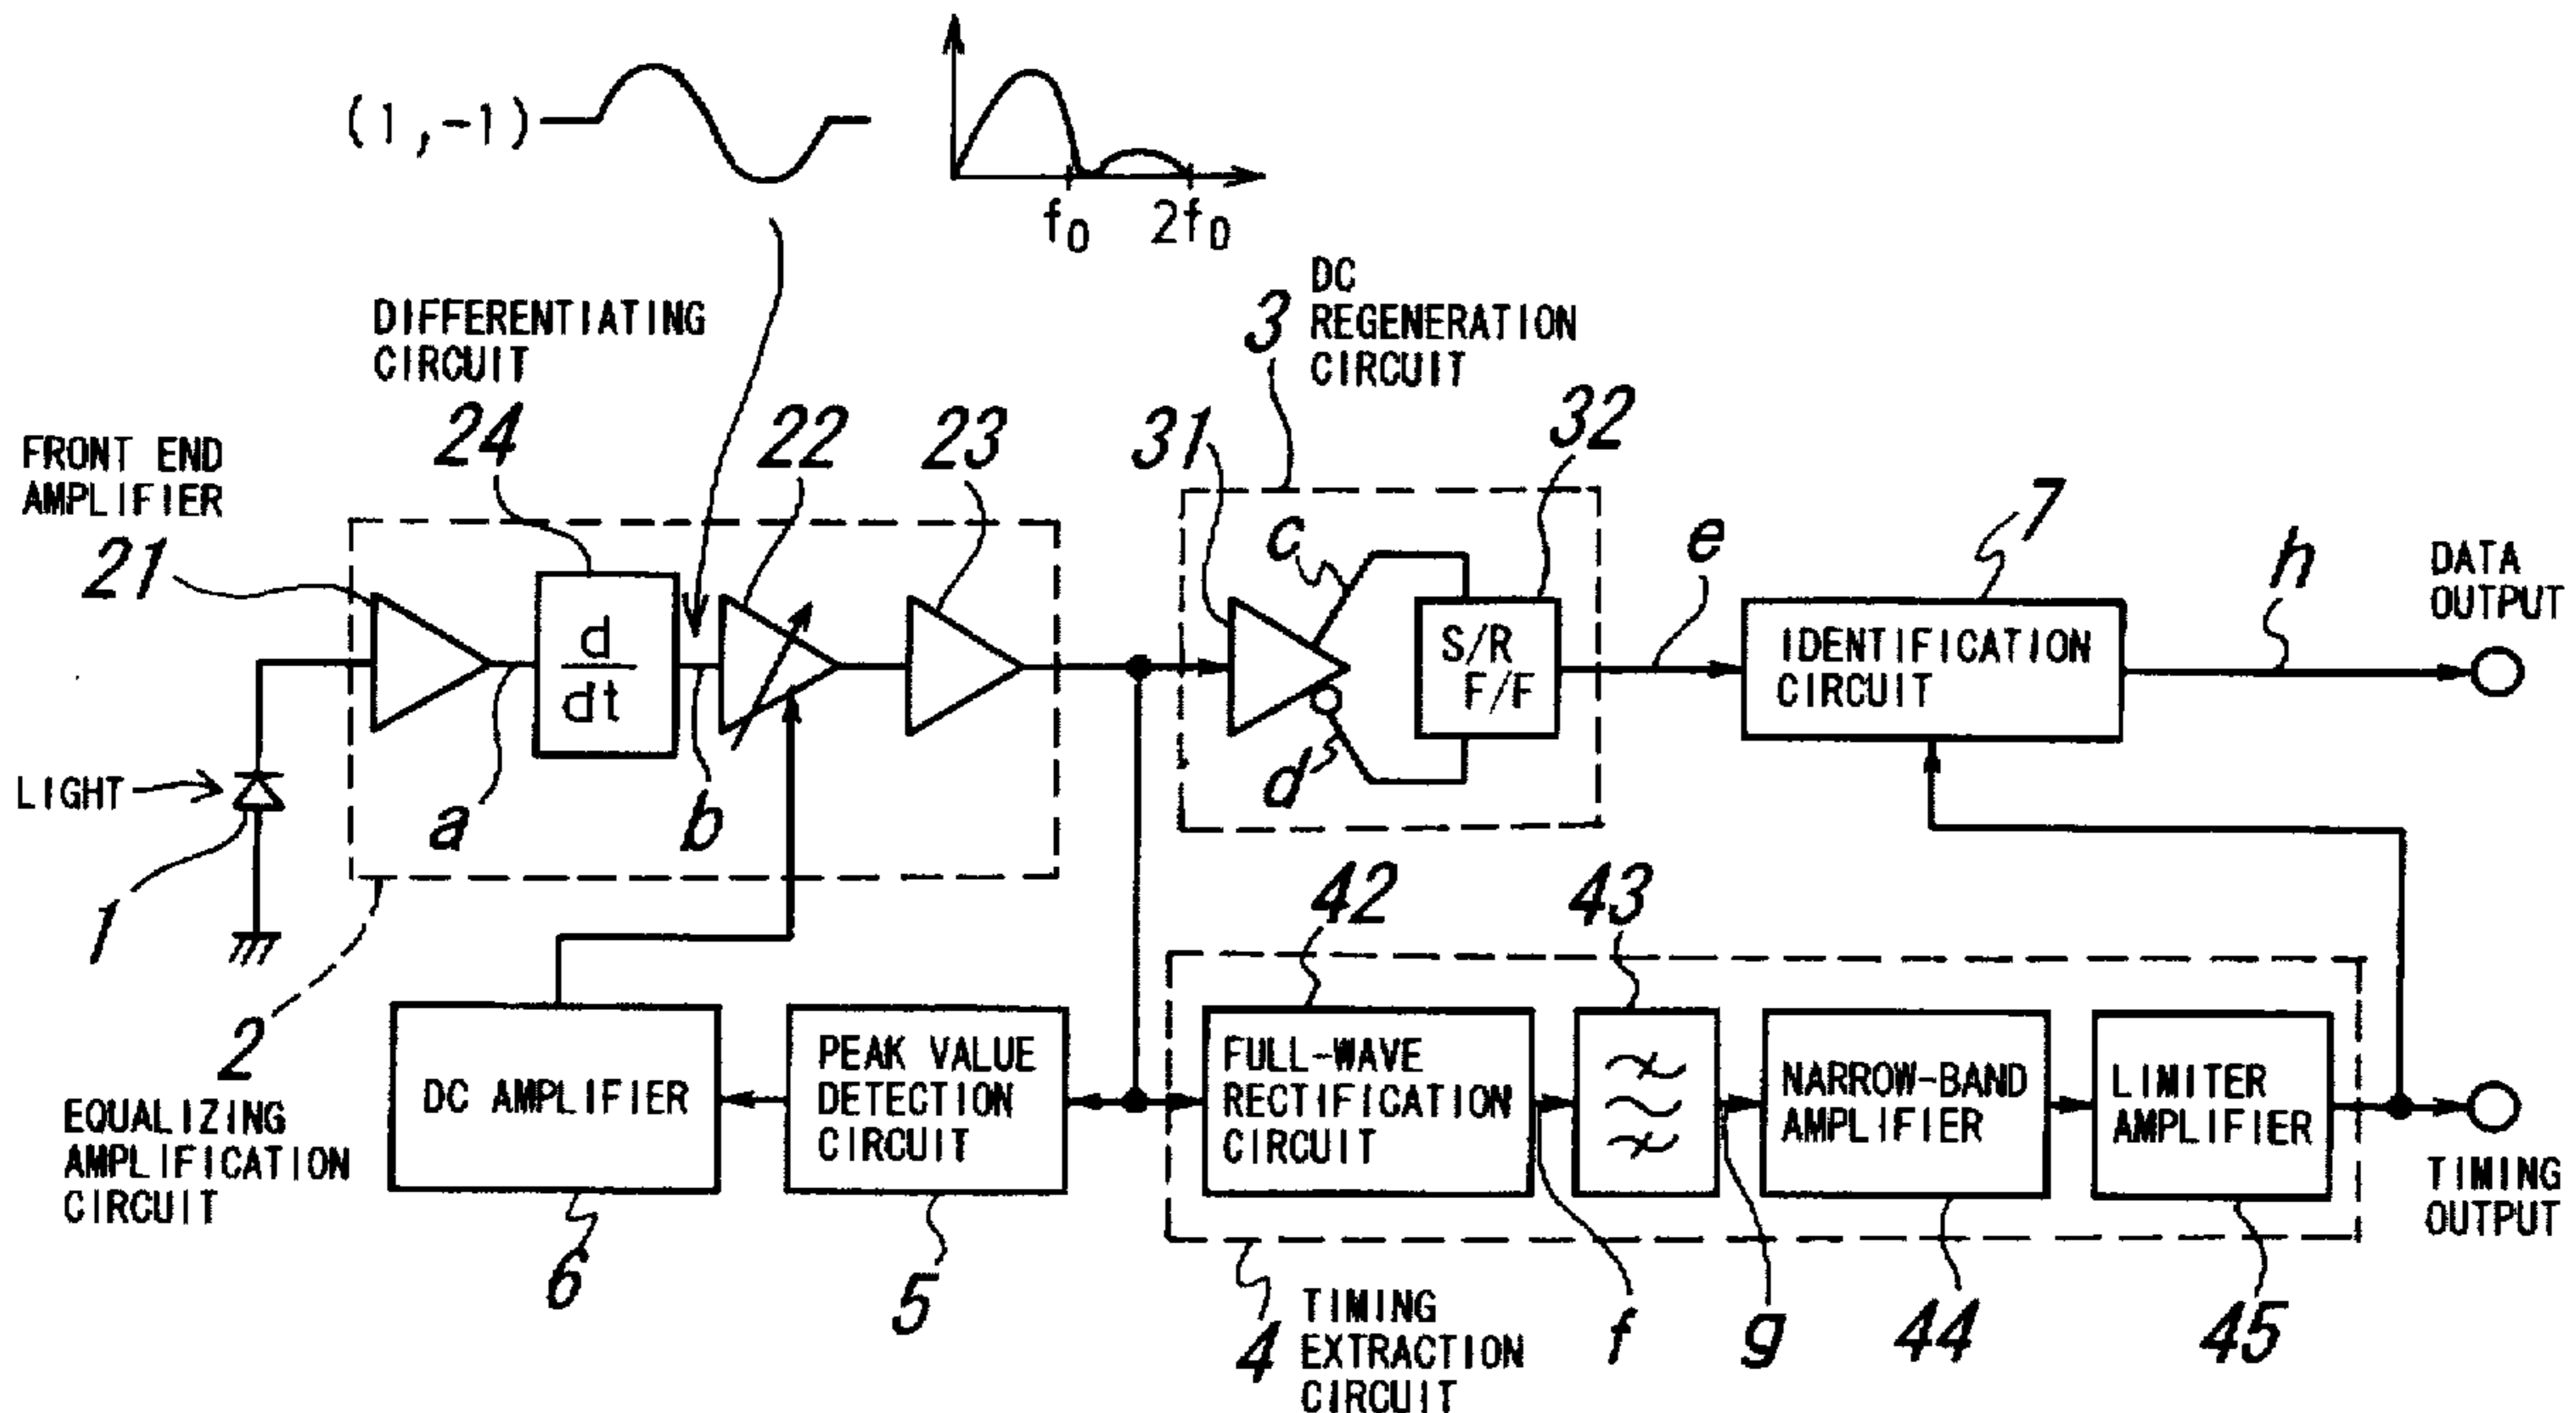 (1,-1)
f0
2f0
DIFFERENTIATING
CIRCUIT
24
22
23
3
DC
REGENERATION
CIRCUIT
31
32
FRONT END
AMPLIFIER
21
d
dt
a
b
c
d
S/R
F/F
e
7
IDENTIFICATION
CIRCUIT
h
DATA
OUTPUT
LIGHT
1
2
EQUALIZING
AMPLIFICATION
CIRCUIT
DC AMPLIFIER
6
PEAK VALUE
DETECTION
CIRCUIT
5
42
FULL-WAVE
RECTIFICATION
CIRCUIT
43
f
g
NARROW-BAND
AMPLIFIER
44
LIMITER
AMPLIFIER
45
TIMING
OUTPUT
4
TIMING
EXTRACTION
CIRCUIT